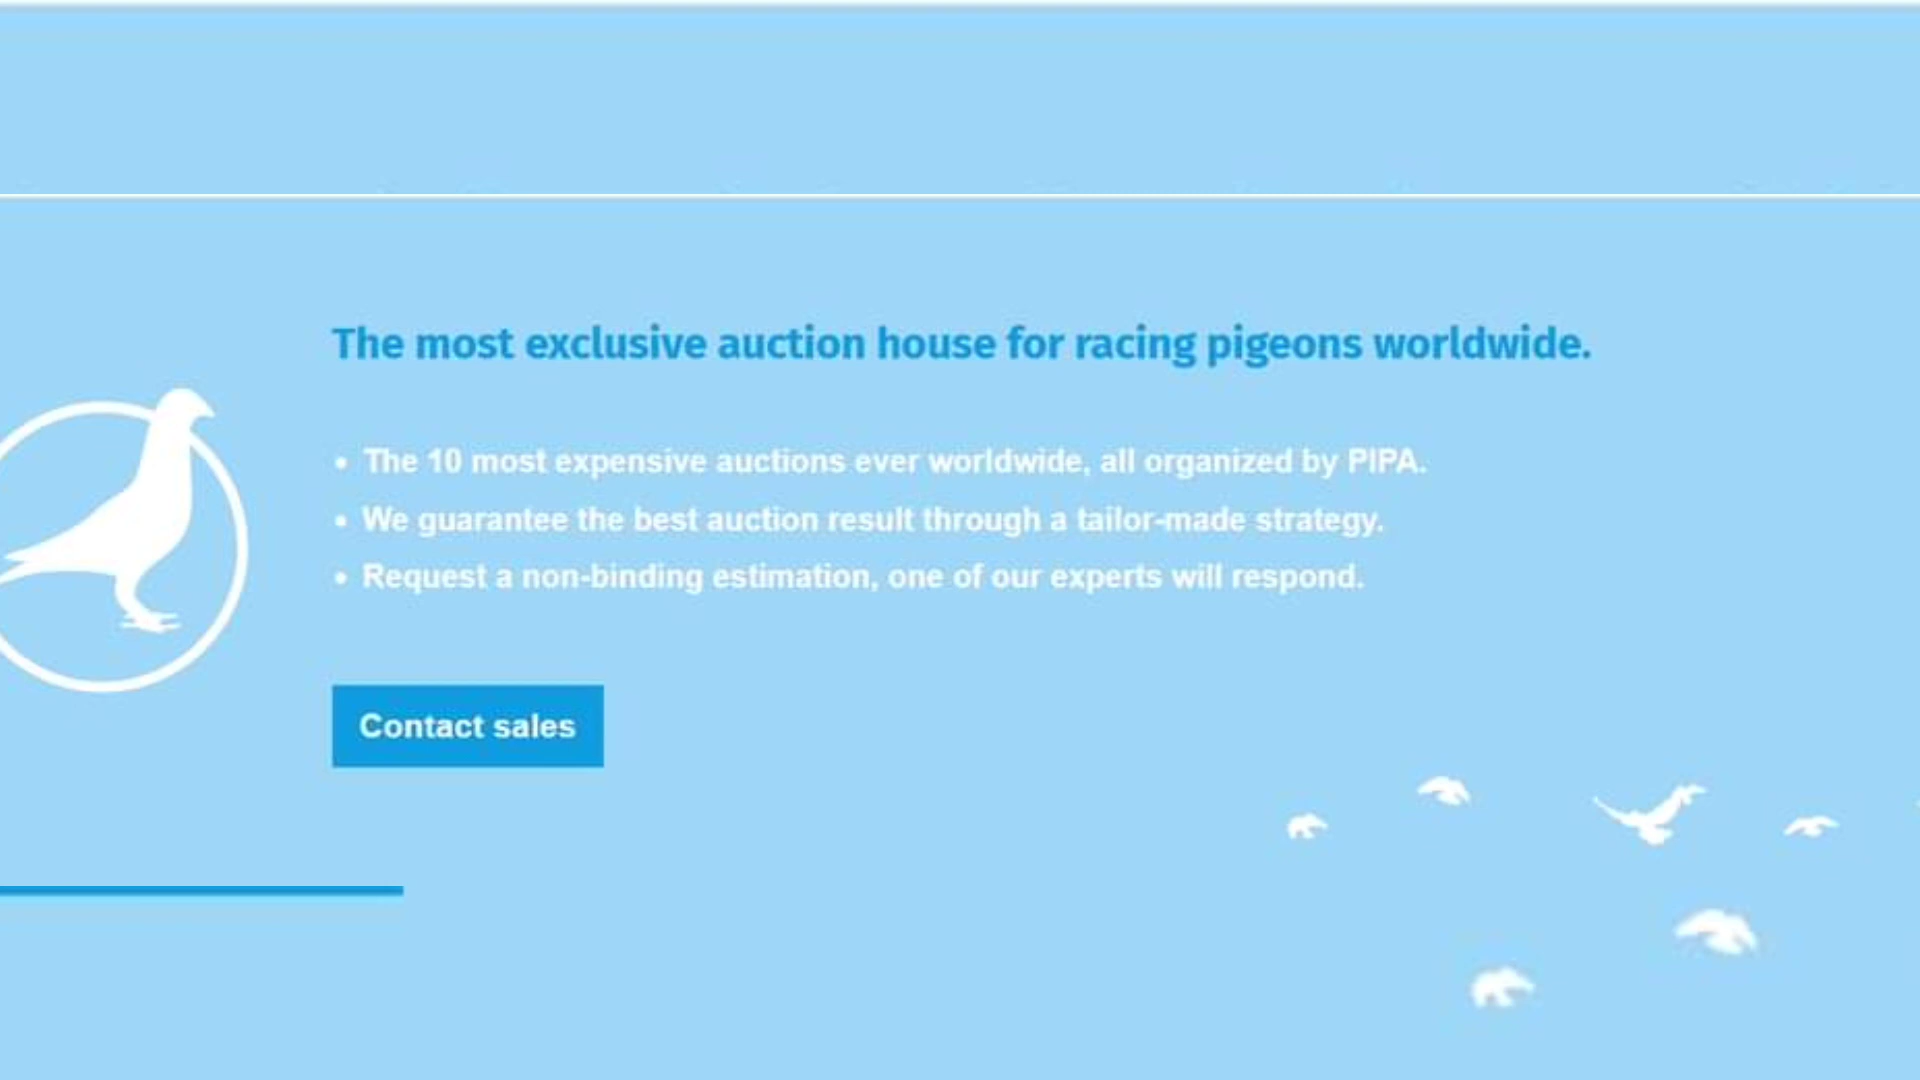 The most exclusive auction house for racing pigeons worldwide.
• The 10 most expensive auctions ever worldwide, all organized by PIPA.
• We guarantee the best auction result through a tailor-made strategy.
• Request a non-binding estimation, one of our experts will respond.
Contact sales